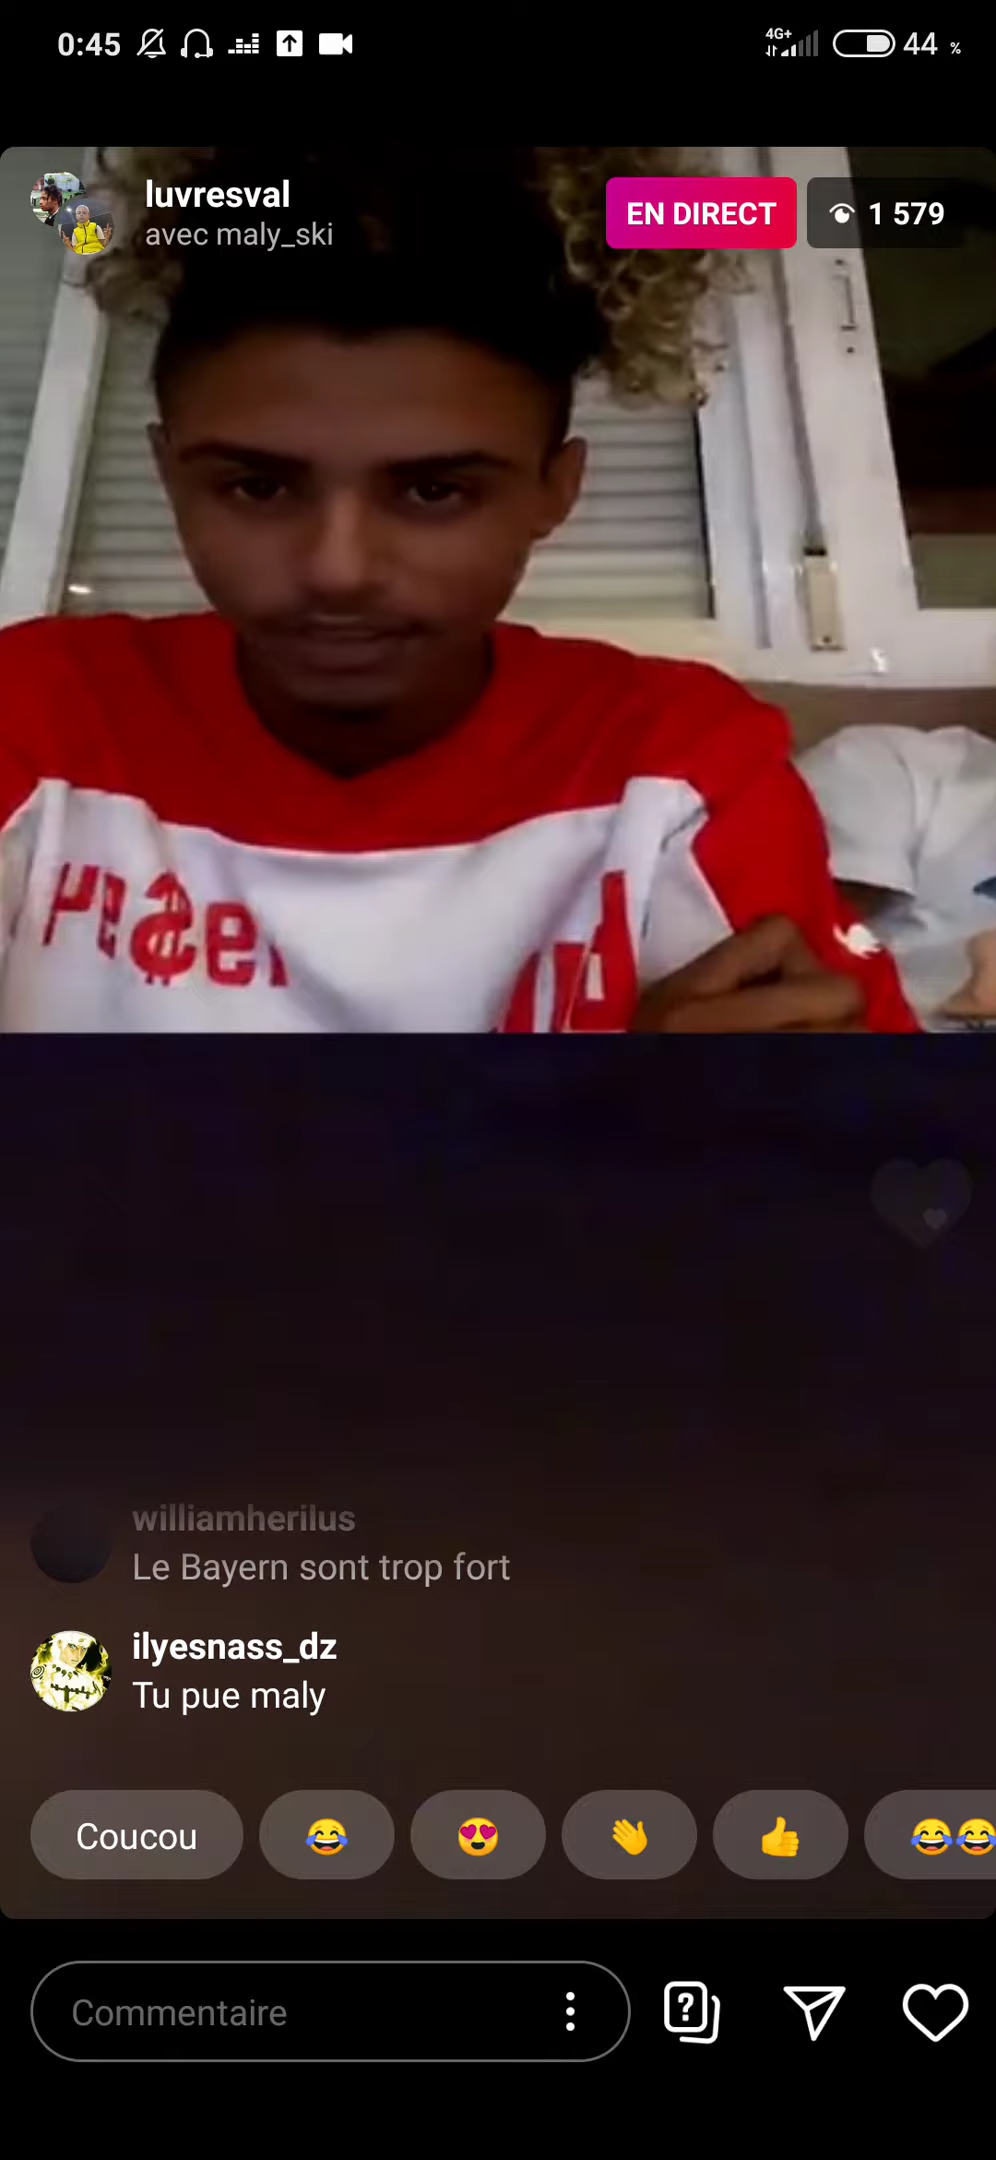 0:45
4G+
44 %
luvresval
avec maly_ski
EN DIRECT
1 579
williamherilus
Le Bayern sont trop fort
ilyesnass_dz
Tu pue maly
Coucou
Commentaire